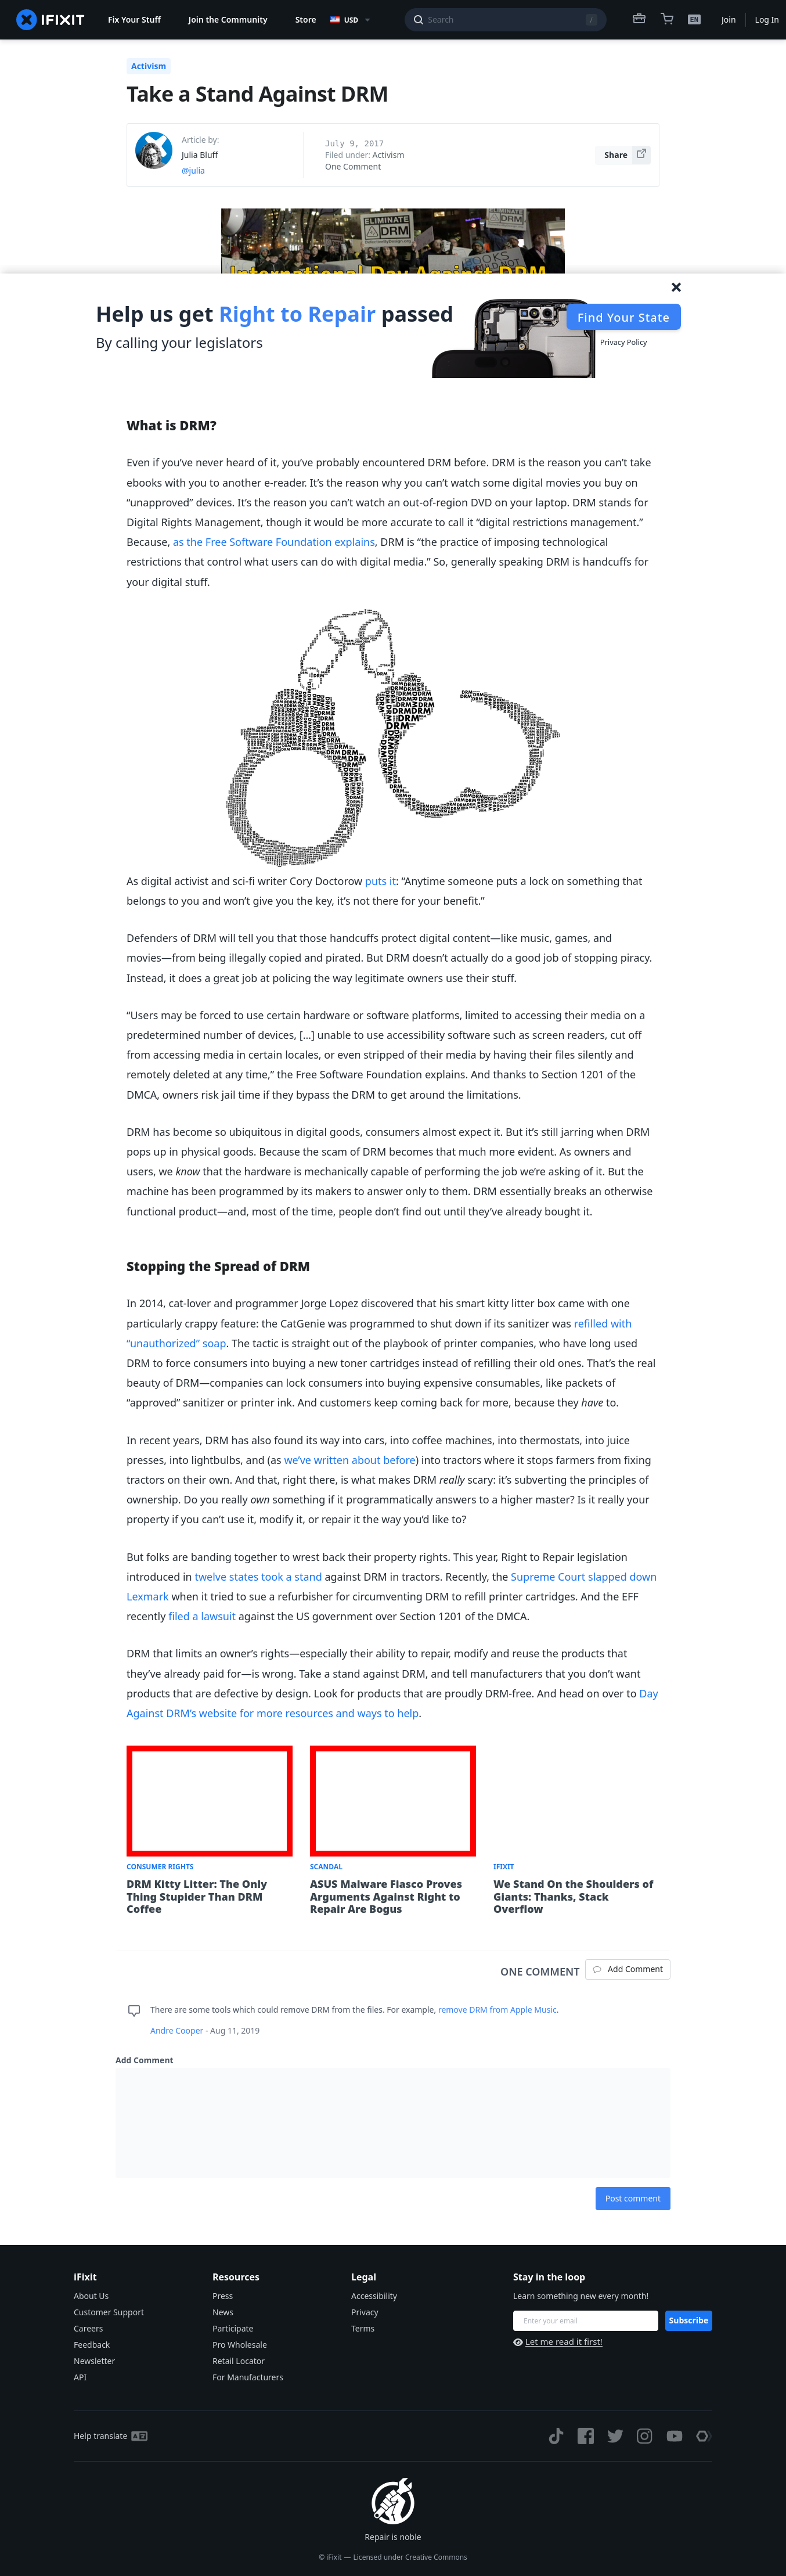 IFIXIT
Fix Your Stuff
Join the Community
Store
USD
Search
/
EN
Join
Log In
Activism
Take a Stand Against DRM
Article by:
Julia Bluff
@julia
July 9, 2017
Filed under: Activism
One Comment
Share
ELIMINATE
DRM
ELIMINATE
DRM
BOOKS
International Day Against DRM
Help us get Right to Repair passed
By calling your legislators
Find Your State
Privacy Policy
What is DRM?
Even if you’ve never heard of it, you’ve probably encountered DRM before. DRM is the reason you can’t take
ebooks with you to another e-reader. It’s the reason why you can’t watch some digital movies you buy on
“unapproved” devices. It’s the reason you can’t watch an out-of-region DVD on your laptop. DRM stands for
Digital Rights Management, though it would be more accurate to call it “digital restrictions management.”
Because, as the Free Software Foundation explains, DRM is “the practice of imposing technological
restrictions that control what users can do with digital media.” So, generally speaking DRM is handcuffs for
your digital stuff.
As digital activist and sci-fi writer Cory Doctorow puts it: “Anytime someone puts a lock on something that
belongs to you and won’t give you the key, it’s not there for your benefit.”
Defenders of DRM will tell you that those handcuffs protect digital content—like music, games, and
movies—from being illegally copied and pirated. But DRM doesn’t actually do a good job of stopping piracy.
Instead, it does a great job at policing the way legitimate owners use their stuff.
“Users may be forced to use certain hardware or software platforms, limited to accessing their media on a
predetermined number of devices, […] unable to use accessibility software such as screen readers, cut off
from accessing media in certain locales, or even stripped of their media by having their files silently and
remotely deleted at any time,” the Free Software Foundation explains. And thanks to Section 1201 of the
DMCA, owners risk jail time if they bypass the DRM to get around the limitations.
DRM has become so ubiquitous in digital goods, consumers almost expect it. But it’s still jarring when DRM
pops up in physical goods. Because the scam of DRM becomes that much more evident. As owners and
users, we know that the hardware is mechanically capable of performing the job we’re asking of it. But the
machine has been programmed by its makers to answer only to them. DRM essentially breaks an otherwise
functional product—and, most of the time, people don’t find out until they’ve already bought it.
Stopping the Spread of DRM
In 2014, cat-lover and programmer Jorge Lopez discovered that his smart kitty litter box came with one
particularly crappy feature: the CatGenie was programmed to shut down if its sanitizer was refilled with
“unauthorized” soap. The tactic is straight out of the playbook of printer companies, who have long used
DRM to force consumers into buying a new toner cartridges instead of refilling their old ones. That’s the real
beauty of DRM—companies can lock consumers into buying expensive consumables, like packets of
“approved” sanitizer or printer ink. And customers keep coming back for more, because they have to.
In recent years, DRM has also found its way into cars, into coffee machines, into thermostats, into juice
presses, into lightbulbs, and (as we’ve written about before) into tractors where it stops farmers from fixing
tractors on their own. And that, right there, is what makes DRM really scary: it’s subverting the principles of
ownership. Do you really own something if it programmatically answers to a higher master? Is it really your
property if you can’t use it, modify it, or repair it the way you’d like to?
But folks are banding together to wrest back their property rights. This year, Right to Repair legislation
introduced in twelve states took a stand against DRM in tractors. Recently, the Supreme Court slapped down
Lexmark when it tried to sue a refurbisher for circumventing DRM to refill printer cartridges. And the EFF
recently filed a lawsuit against the US government over Section 1201 of the DMCA.
DRM that limits an owner’s rights—especially their ability to repair, modify and reuse the products that
they’ve already paid for—is wrong. Take a stand against DRM, and tell manufacturers that you don’t want
products that are defective by design. Look for products that are proudly DRM-free. And head on over to Day
Against DRM’s website for more resources and ways to help.
CONSUMER RIGHTS
DRM Kitty Litter: The Only
Thing Stupider Than DRM
Coffee
SCANDAL
ASUS Malware Fiasco Proves
Arguments Against Right to
Repair Are Bogus
IFIXIT
We Stand On the Shoulders of
Giants: Thanks, Stack
Overflow
ONE COMMENT
Add Comment
There are some tools which could remove DRM from the files. For example, remove DRM from Apple Music.
Andre Cooper - Aug 11, 2019
Add Comment
Post comment
iFixit
About Us
Customer Support
Careers
Feedback
Newsletter
API
Resources
Press
News
Participate
Pro Wholesale
Retail Locator
For Manufacturers
Legal
Accessibility
Privacy
Terms
Stay in the loop
Learn something new every month!
Enter your email
Subscribe
Let me read it first!
Help translate
Repair is noble
© iFixit — Licensed under Creative Commons